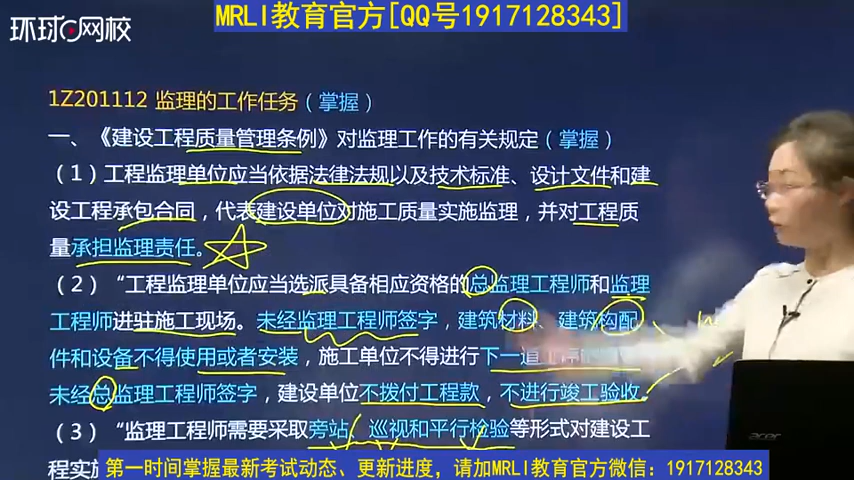 MRLI教育官方[QQ号1917128343]
环球网校
1Z201112 监理的工作任务（掌握）
一、《建设工程质量管理条例》对监理工作的有关规定（掌握）
（1）工程监理单位应当依据法律法规以及技术标准、设计文件和建
设工程承包合同，代表建设单位对施工质量实施监理，并对工程质
量承担监理责任。
（2）“工程监理单位应当选派具备相应资格的总监理工程师和监理
工程师进驻施工现场。未经监理工程师签字，建筑材料、建筑构配
件和设备不得使用或者安装，施工单位不得进行下一道
未经总监理工程师签字，建设单位不拨付工程款，不进行竣工验收。
（3）“监理工程师需要采取旁站、巡视和平行检验等形式对建设工
程实施
acer
第一时间掌握最新考试动态、更新进度，请加MRLI教育官方微信：1917128343